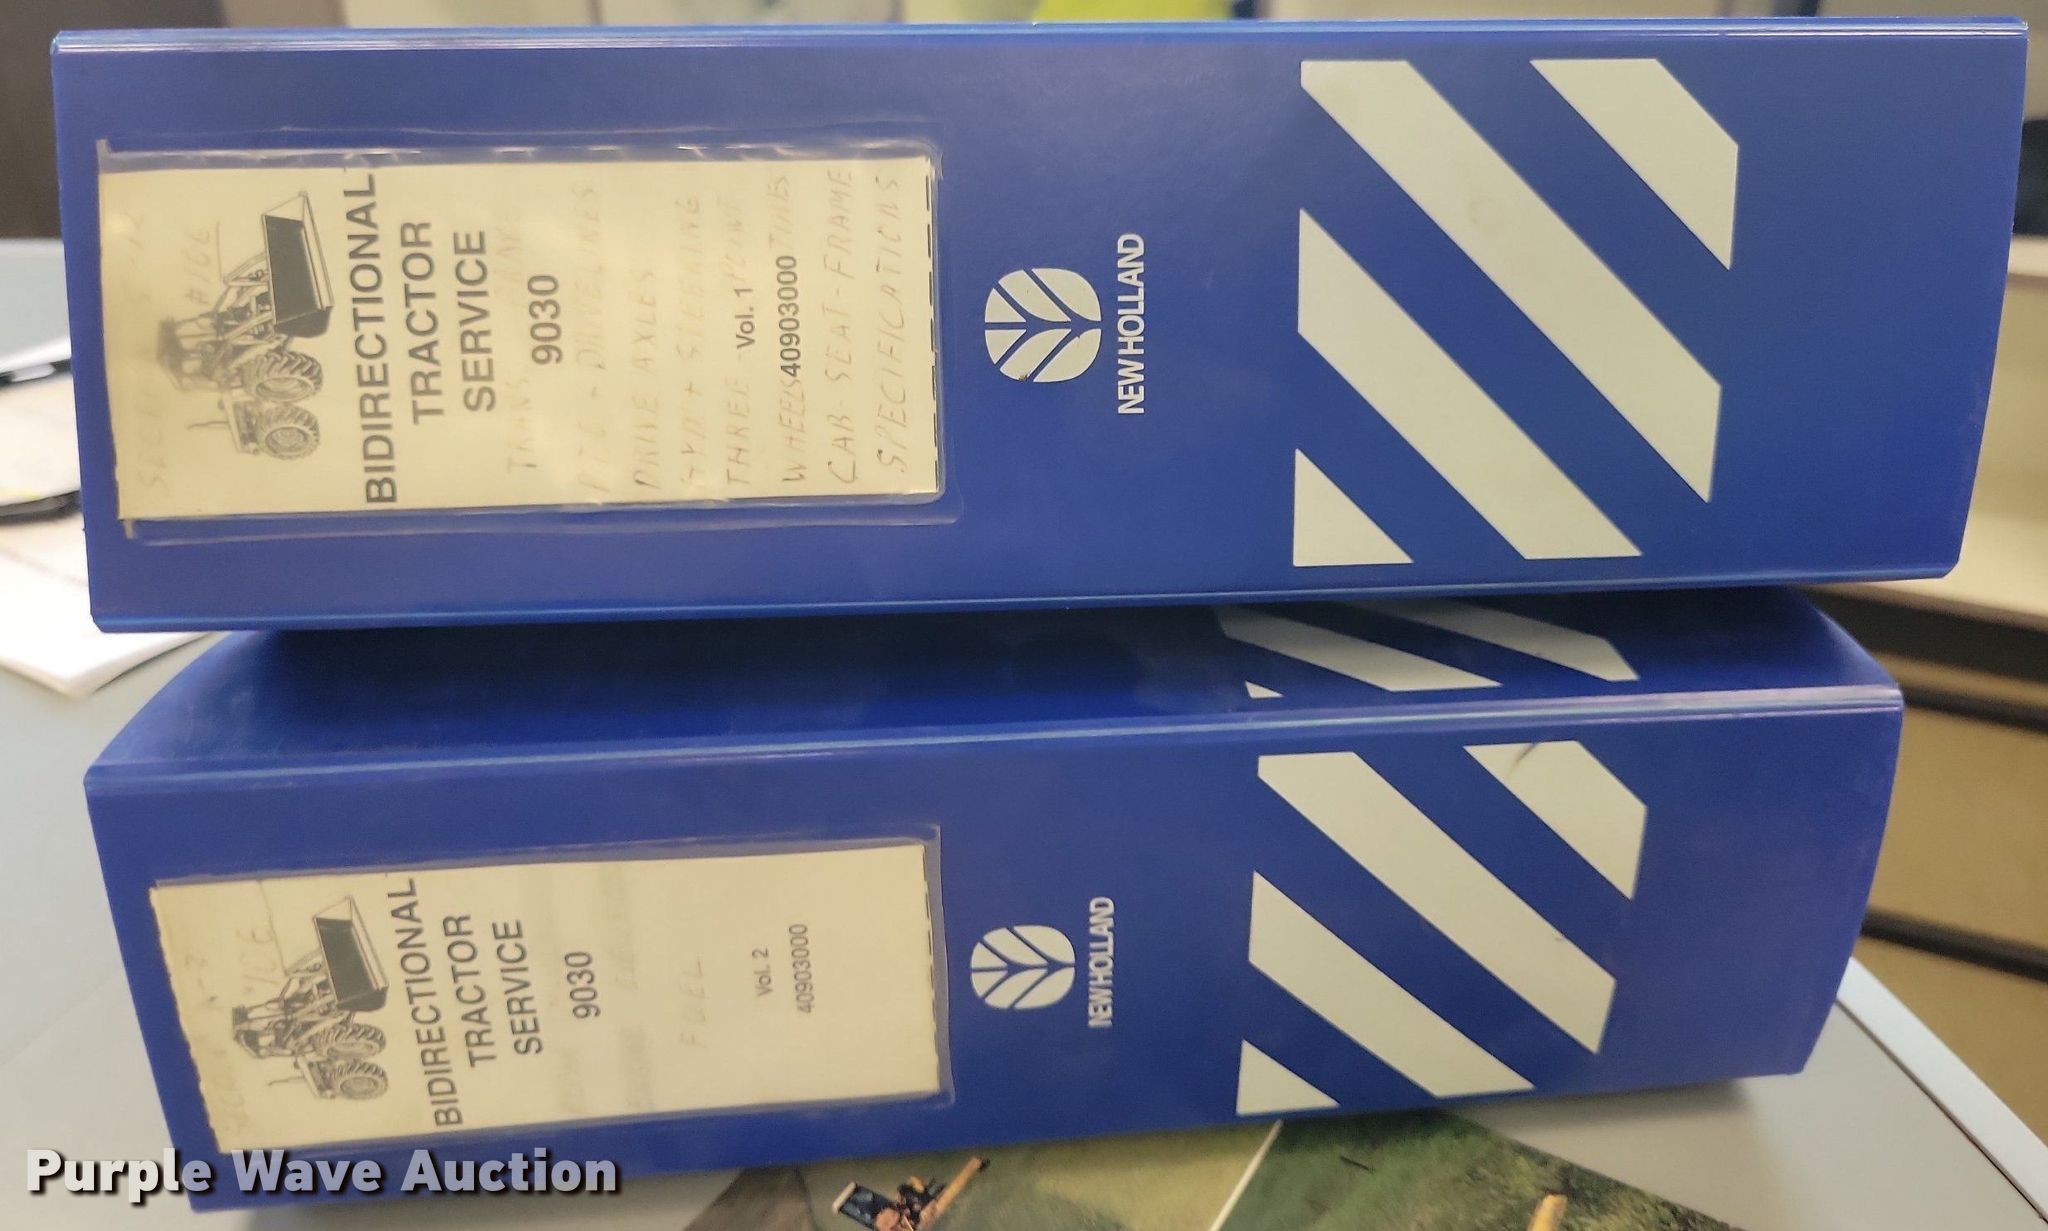 #106
BIDIRECTIONAL
TRACTOR
SERVICE
TRANS
9030
P.T.O + DRIVELINES
DRIVE AXLES
HYD + STEERING
THREE POINT
Vol. 1
WHEELS TIRES
40903000
CAB - SEAT - FRAME
SPECIFICATIONS
NEW HOLLAND
BIDIRECTIONAL
TRACTOR
SERVICE
9030
FUEL
Vol. 2
40903000
NEW HOLLAND
Purple Wave Auction